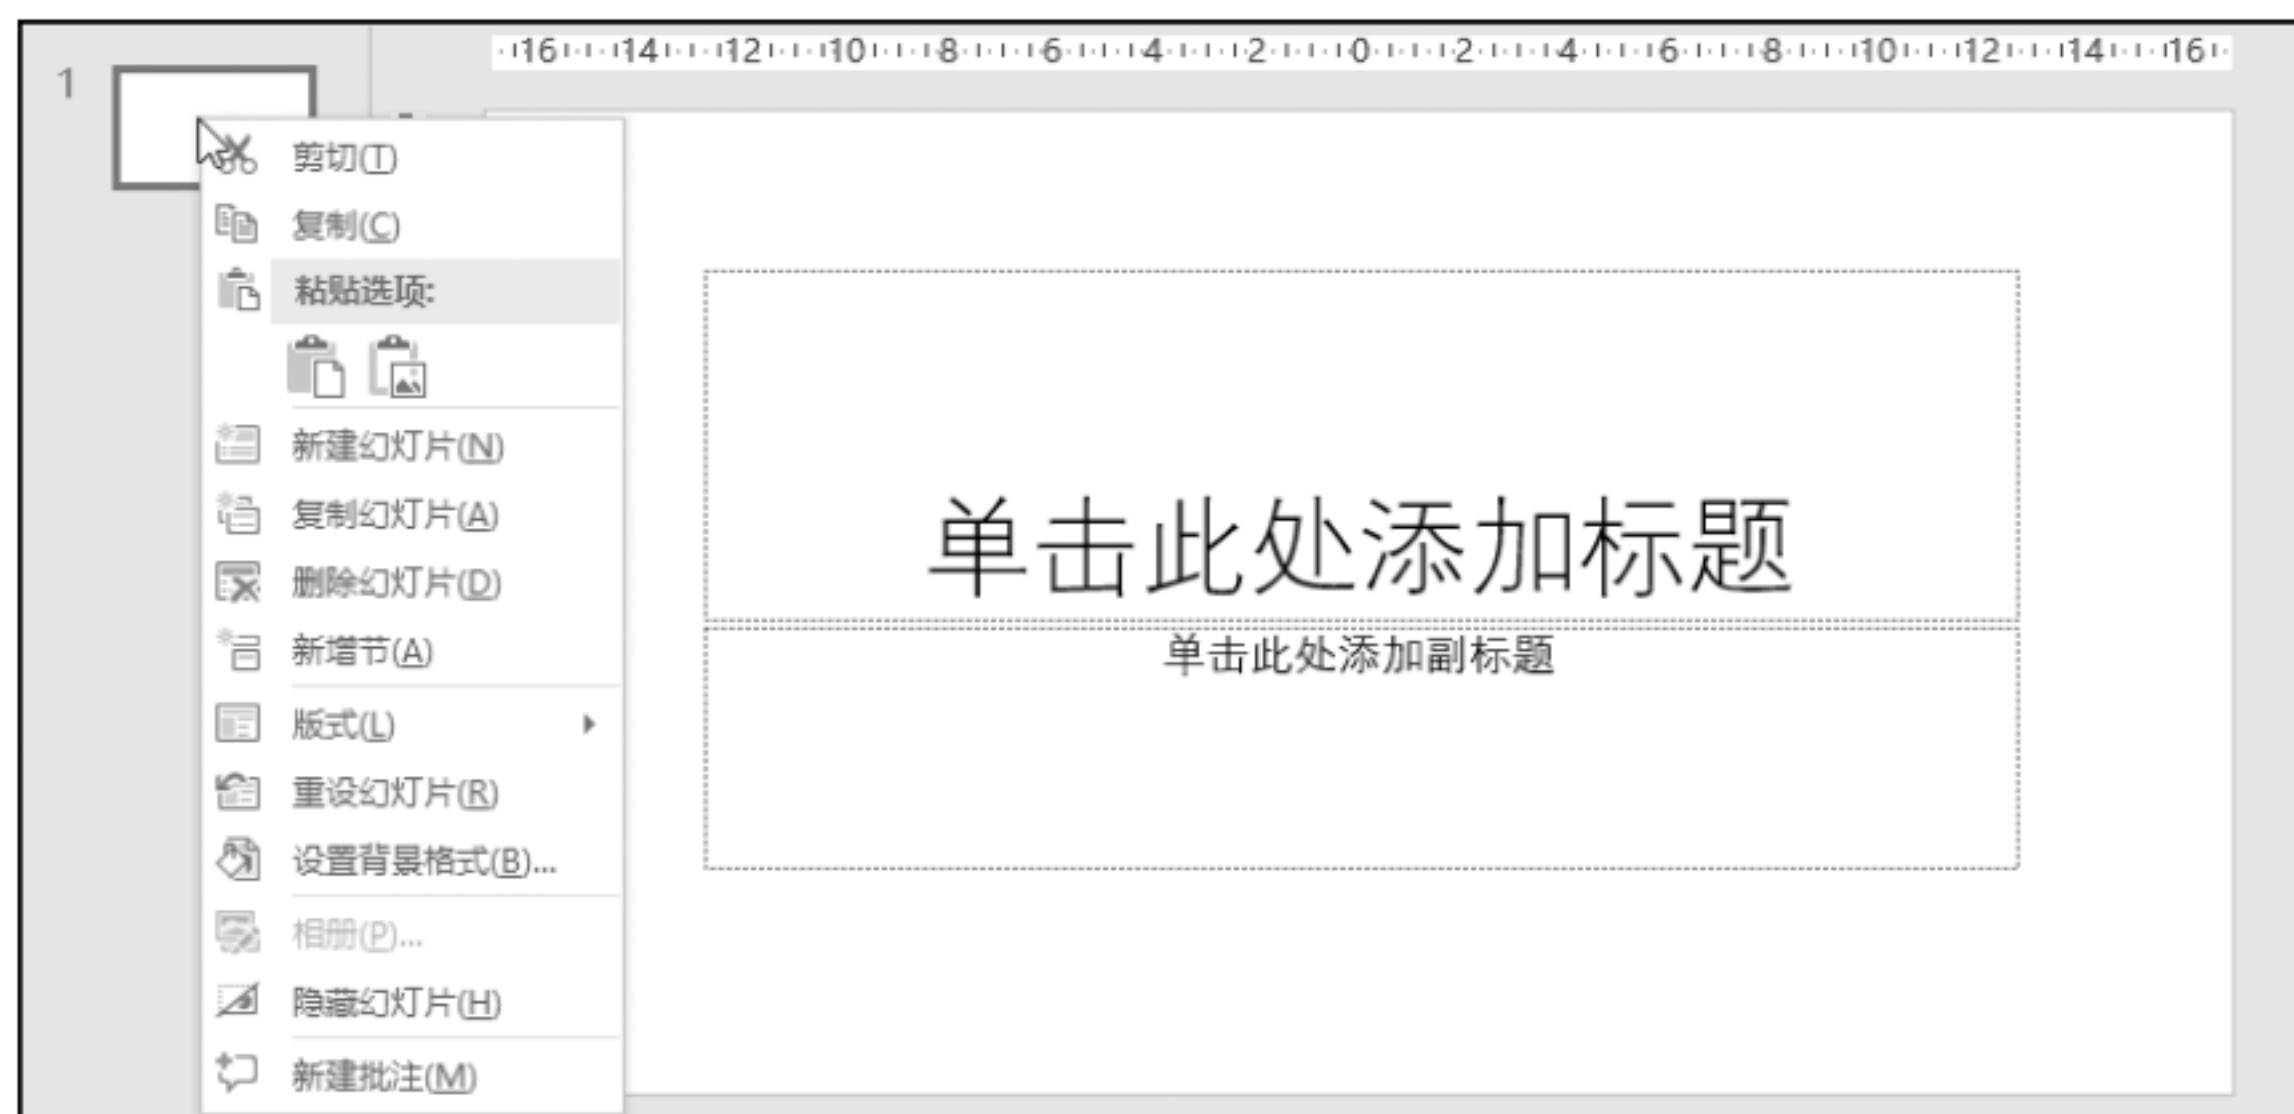 16 14 12 10 8 6 4 2 0 2 4 6 8 10 12 14 16
1
剪切(T)
复制(C)
粘贴选项:
新建幻灯片(N)
复制幻灯片(A)
删除幻灯片(D)
新增节(A)
版式(L)
重设幻灯片(R)
设置背景格式(B)...
相册(P)...
隐藏幻灯片(H)
新建批注(M)
单击此处添加标题
单击此处添加副标题